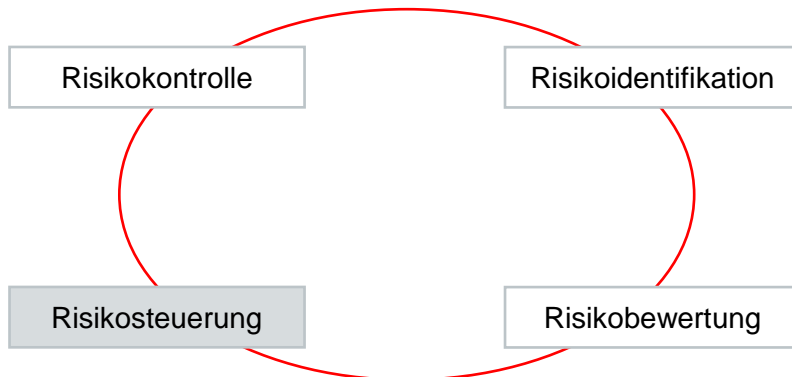 Risikokontrolle
Risikoidentifikation
Risikosteuerung
Risikobewertung